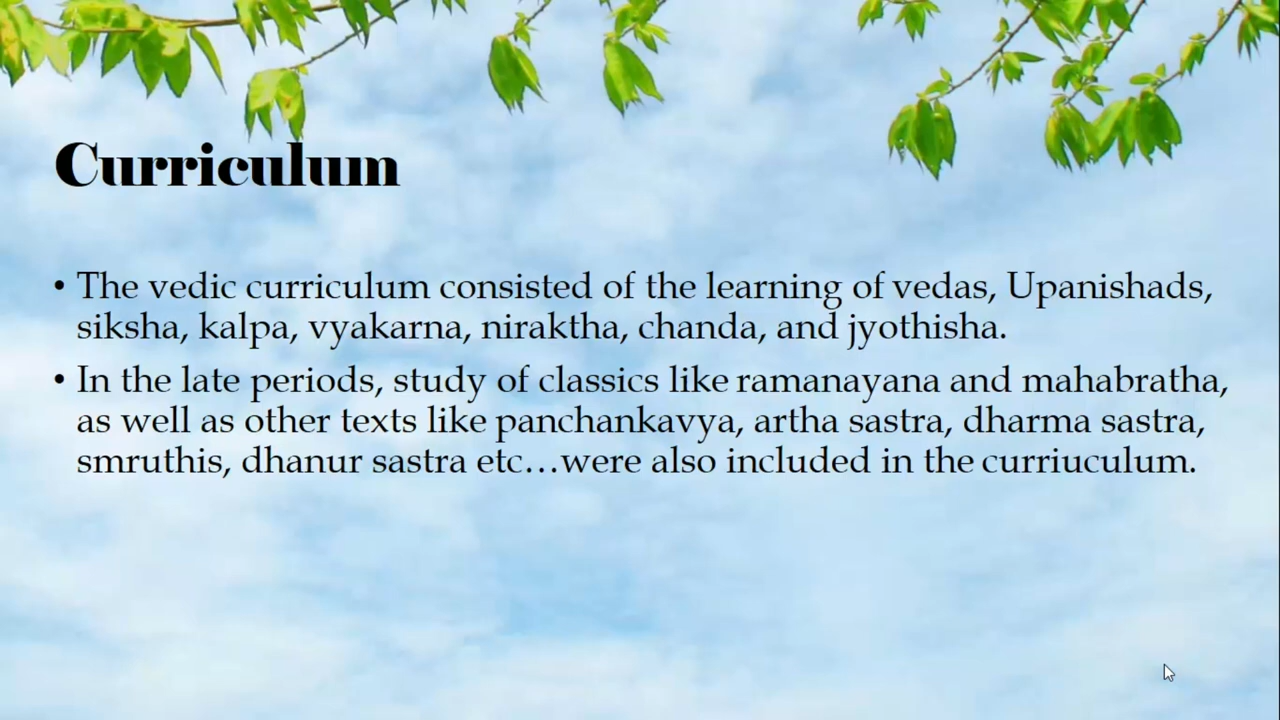 Curriculum
• The vedic curriculum consisted of the learning of vedas, Upanishads,
siksha, kalpa, vyakarna, niraktha, chanda, and jyothisha.
• In the late periods, study of classics like ramanayana and mahabratha,
as well as other texts like panchankavya, artha sastra, dharma sastra,
smruthis, dhanur sastra etc…were also included in the curriuculum.